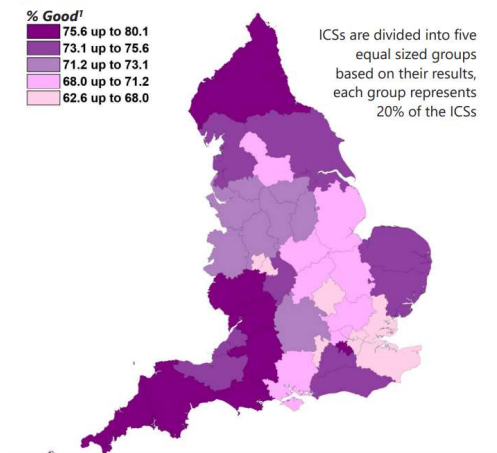 % Good¹
75.6 up to 80.1
73.1 up to 75.6
71.2 up to 73.1
68.0 up to 71.2
62.6 up to 68.0
ICSs are divided into five
equal sized groups
based on their results,
each group represents
20% of the ICSs